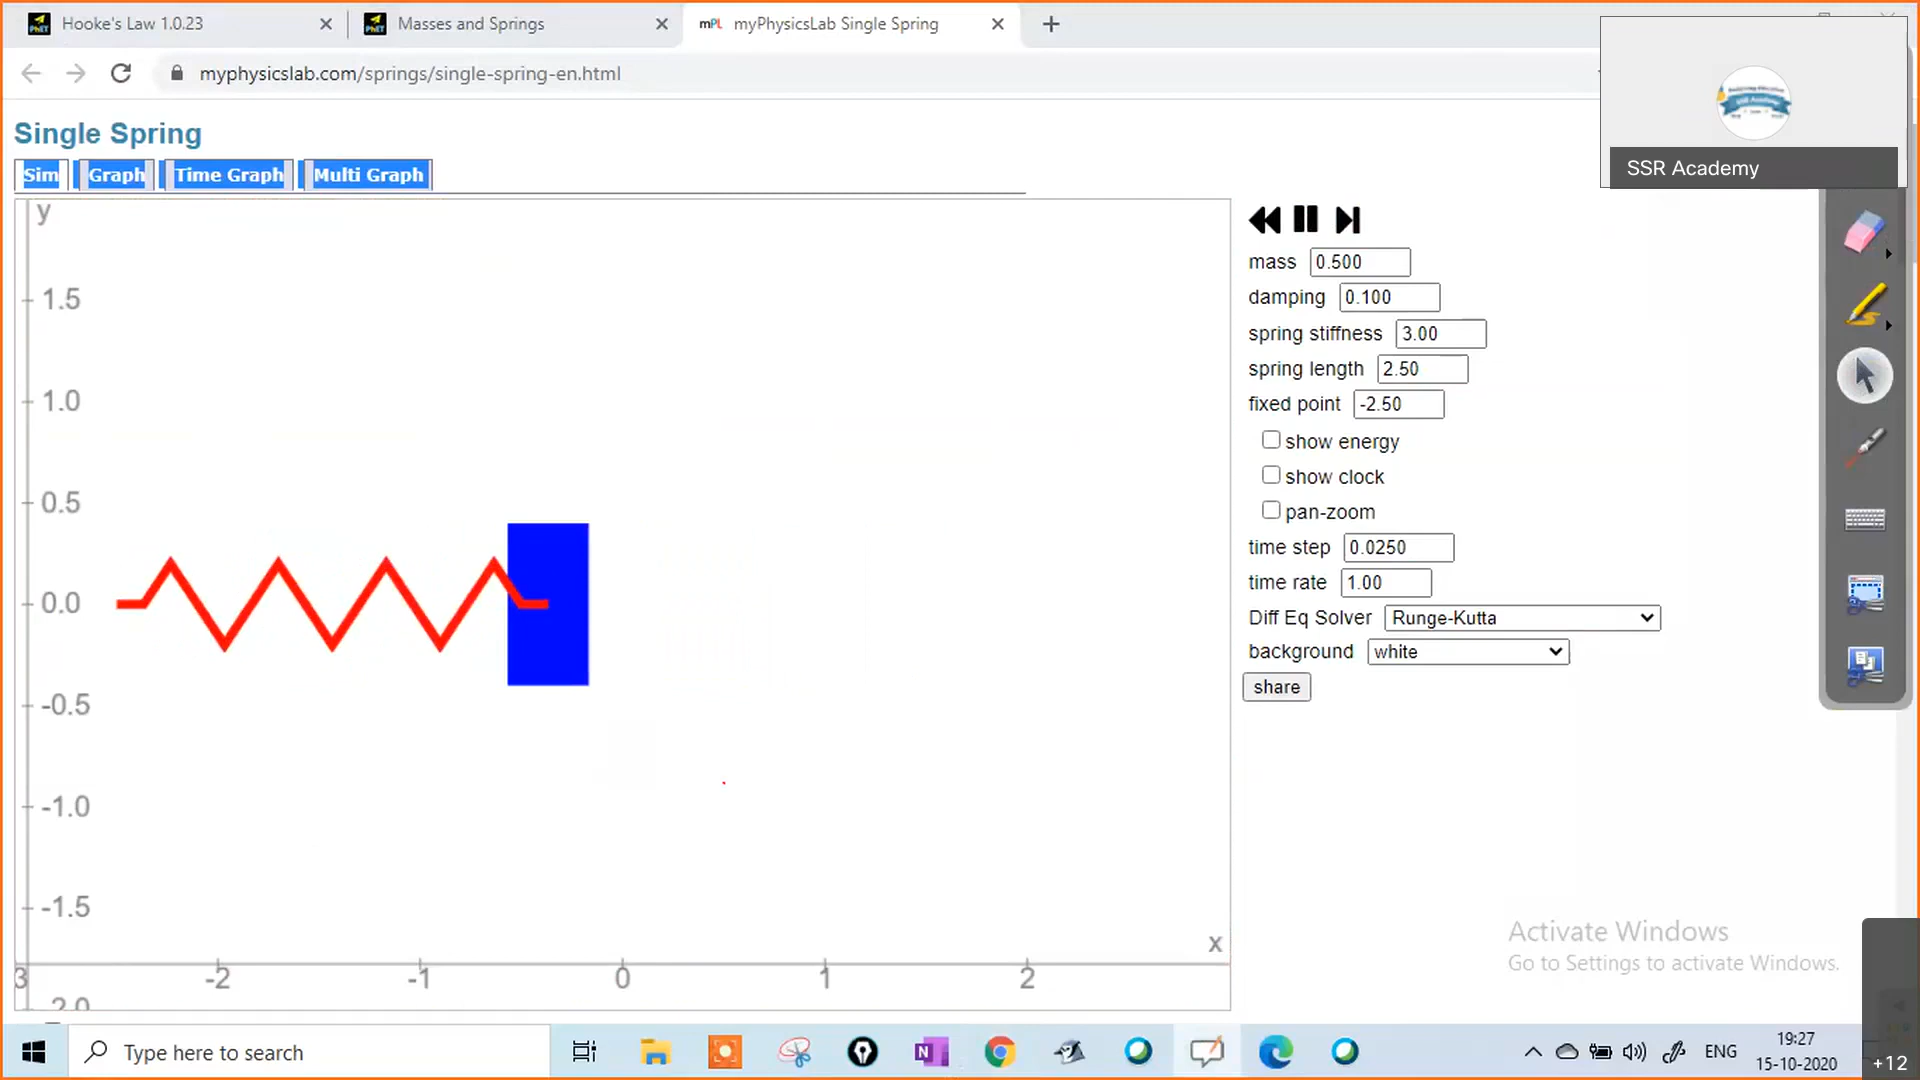 Hooke's Law 1.0.23
Masses and Springs
mPL myPhysicsLab Single Spring
myphysicslab.com/springs/single-spring-en.html
SSR Academy
Single Spring
Sim Graph Time Graph Multi Graph
y
1.5
1.0
0.5
0.0
-0.5
-1.0
-1.5
x
3 -2 -1 0 1 2
mass 0.500
damping 0.100
spring stiffness 3.00
spring length 2.50
fixed point -2.50
show energy
show clock
pan-zoom
time step 0.0250
time rate 1.00
Diff Eq Solver Runge-Kutta
background white
share
Activate Windows
Go to Settings to activate Windows.
Type here to search
ENG
19:27
15-10-2020
+12